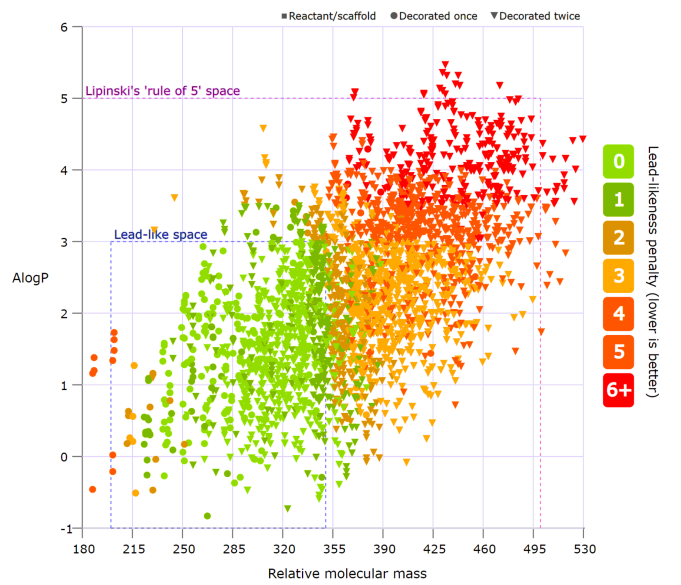 ■Reactant/scaffold ●Decorated once ▼Decorated twice
6
5
4
3
2
1
0
-1
AlogP
Lipinski's 'rule of 5' space
Lead-like space
180 215 250 285 320 355 390 425 460 495 530
Relative molecular mass
0
1
2
3
4
5
6+
Lead-likeness penalty (lower is better)